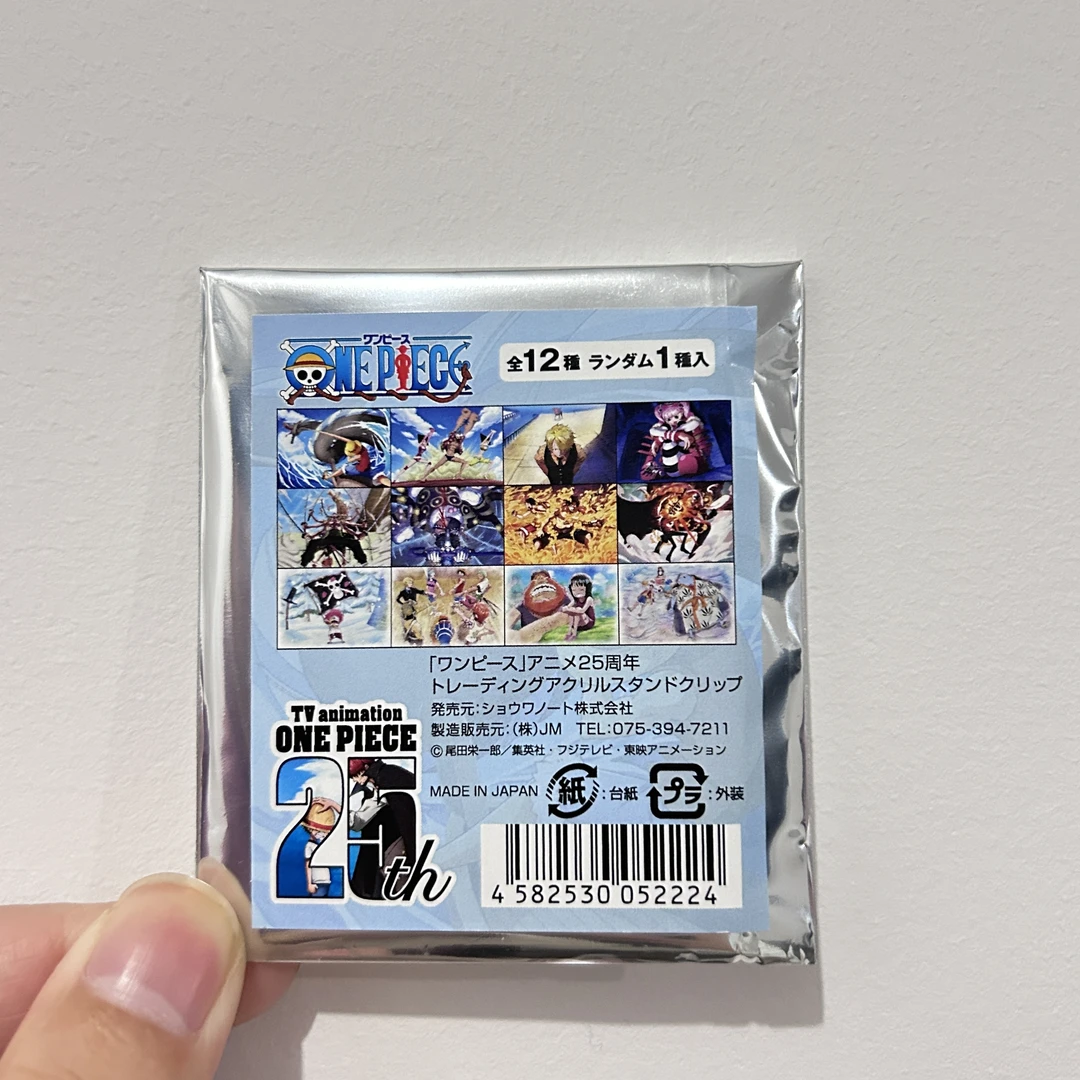 ワンピース
ONE PIECE
全12種 ランダム1種入
「ワンピース」アニメ25周年
トレーディングアクリルスタンドクリップ
発売元:ショウワノート株式会社
製造販売元:(株)JM TEL:075-394-7211
©尾田栄一郎/集英社・フジテレビ・東映アニメーション
TV animation
ONE PIECE
25th
MADE IN JAPAN 紙:台紙 プラ:外装
4 582530 052224